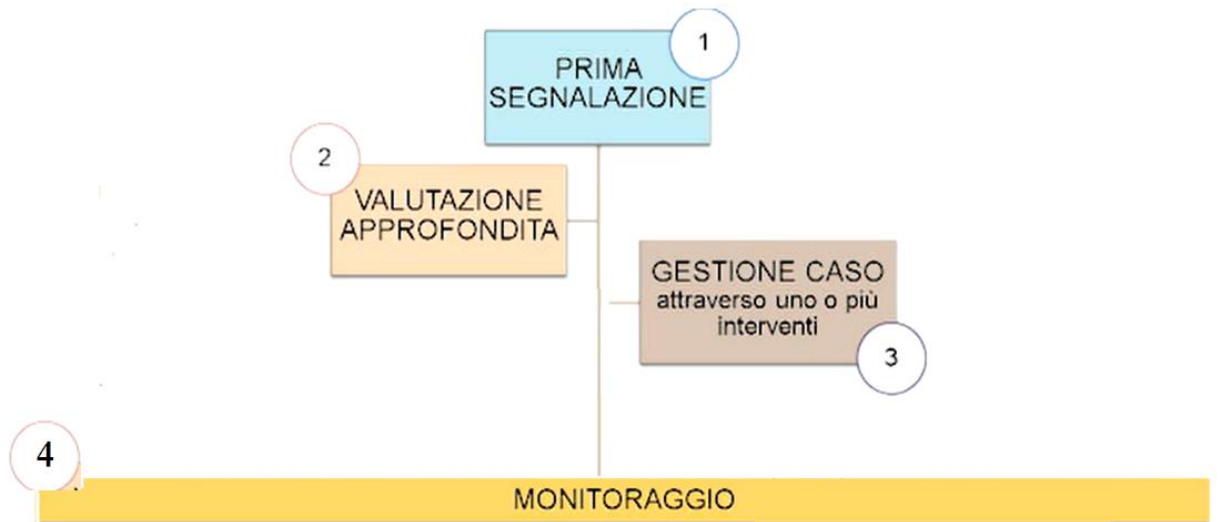 1
PRIMA
SEGNALAZIONE
2
VALUTAZIONE
APPROFONDITA
GESTIONE CASO
attraverso uno o più
interventi
3
4
MONITORAGGIO